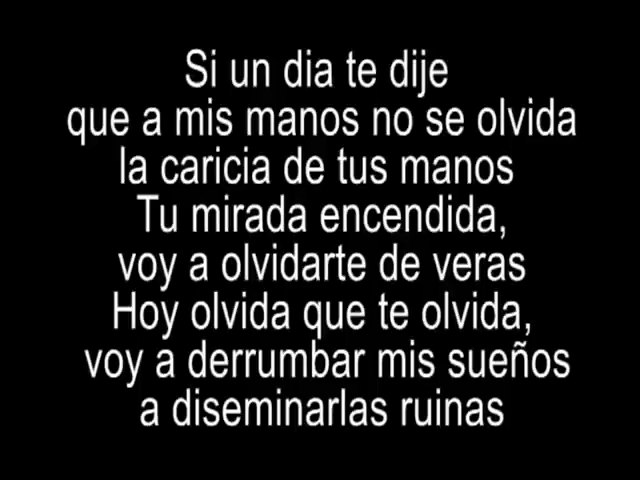 Si un dia te dije
que a mis manos no se olvida
la caricia de tus manos
Tu mirada encendida,
voy a olvidarte de veras
Hoy olvida que te olvida,
voy a derrumbar mis sueños
a diseminarlas ruinas